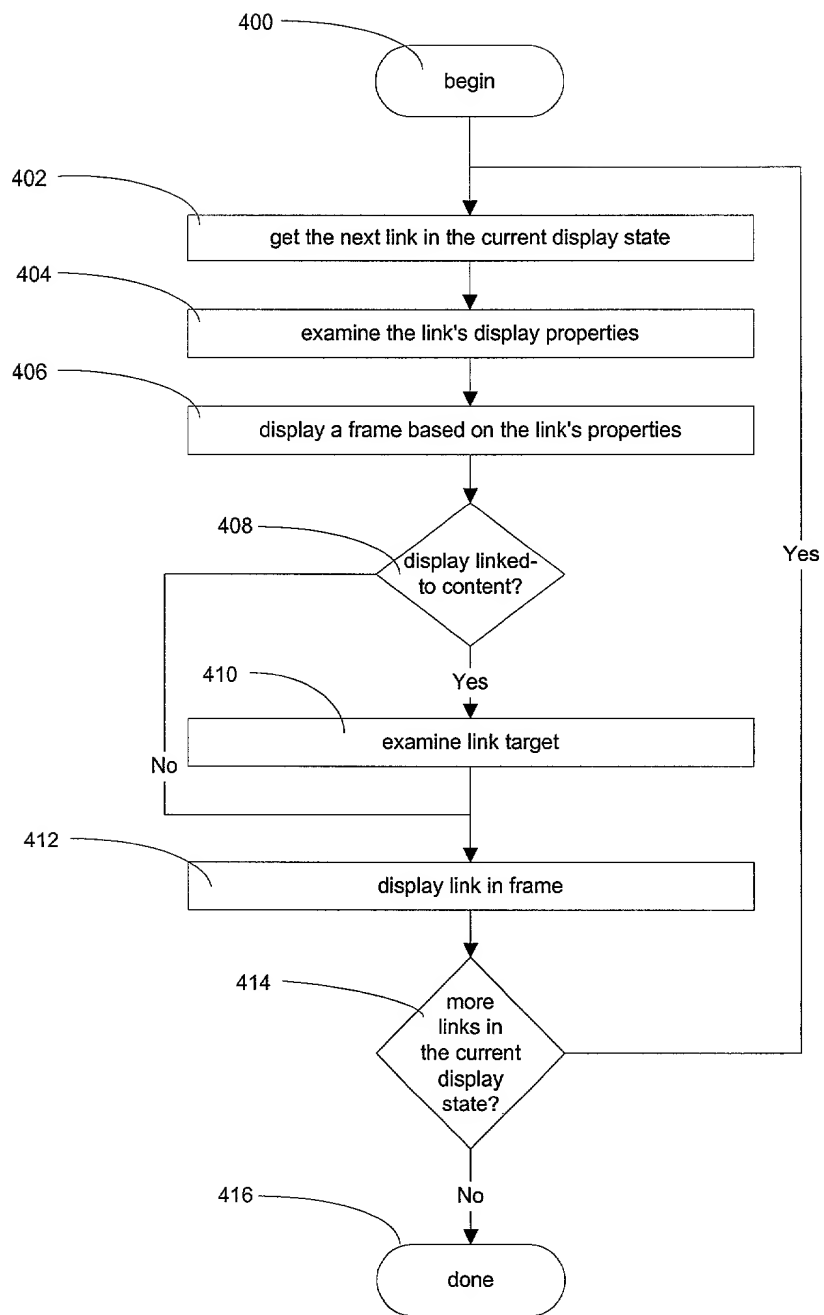 400
begin
402
get the next link in the current display state
404
examine the link's display properties
406
display a frame based on the link's properties
408
display linked-
to content?
Yes
Yes
410
examine link target
No
412
display link in frame
414
more
links in
the current
display
state?
No
416
done